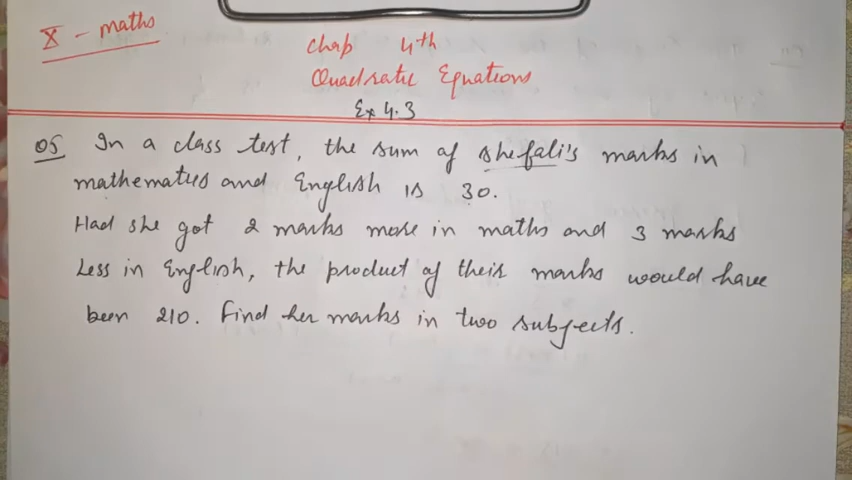 X - maths
Chap 4th
Quadratic Equations
Ex 4.3
Q5 In a class test, the sum of shefali's marks in
mathematics and English is 30.
Had she got 2 marks more in maths and 3 marks
Less in English, the product of their marks would have
been 210. Find her marks in two subjects.